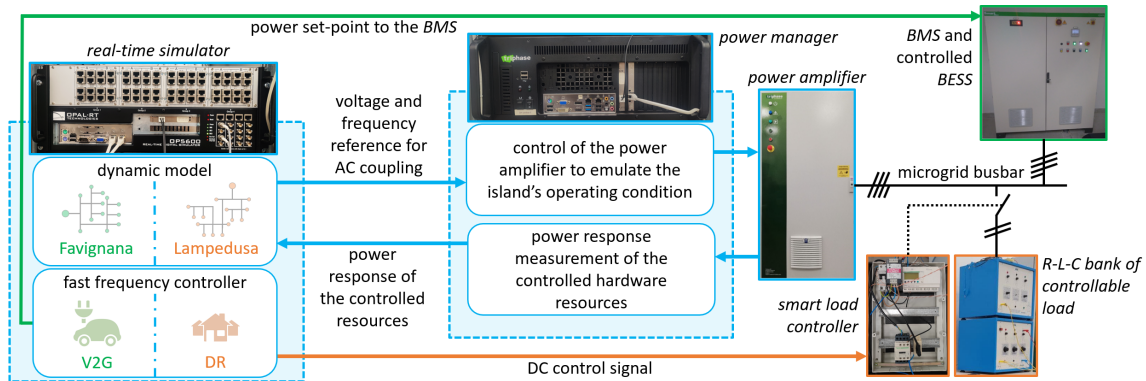 power set-point to the BMS
real-time simulator
power manager
BMS and
controlled
BESS
power amplifier
triphase
OPAL-RT
TECHNOLOGIES
OP5600
voltage and
frequency
reference for
AC coupling
control of the power
amplifier to emulate the
island's operating condition
microgrid busbar
dynamic model
Favignana
Lampedusa
power
response of
the controlled
resources
power response
measurement of the
controlled hardware
resources
fast frequency controller
V2G
DR
smart load
controller
R-L-C bank of
controllable
load
DC control signal